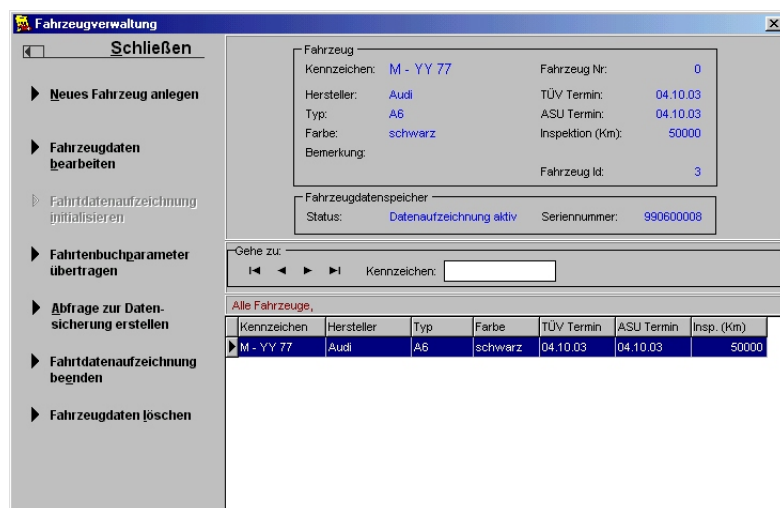 Fahrzeugverwaltung
Schließen
Neues Fahrzeug anlegen
Fahrzeugdaten
bearbeiten
Fahrtdatenaufzeichnung
initialisieren
Fahrtenbuchparameter
übertragen
Abfrage zur Daten-
sicherung erstellen
Fahrtdatenaufzeichnung
beenden
Fahrzeugdaten löschen
Fahrzeug
Kennzeichen: M - YY 77 Fahrzeug Nr: 0
Hersteller: Audi TÜV Termin: 04.10.03
Typ: A6 ASU Termin: 04.10.03
Farbe: schwarz Inspektion (Km): 50000
Bemerkung:
Fahrzeug Id: 3
Fahrzeugdatenspeicher
Status: Datenaufzeichnung aktiv Seriennummer: 990600008
Gehe zu:
Kennzeichen:
Alle Fahrzeuge,
Kennzeichen Hersteller Typ Farbe TÜV Termin ASU Termin Insp. (Km)
M - YY 77 Audi A6 schwarz 04.10.03 04.10.03 50000